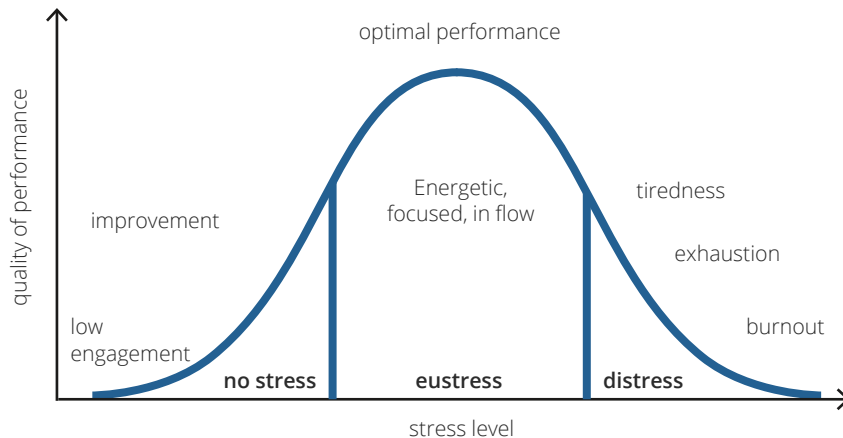 optimal performance
quality of performance
Energetic,
focused, in flow
tiredness
improvement
exhaustion
low
engagement
burnout
no stress
eustress
distress
stress level